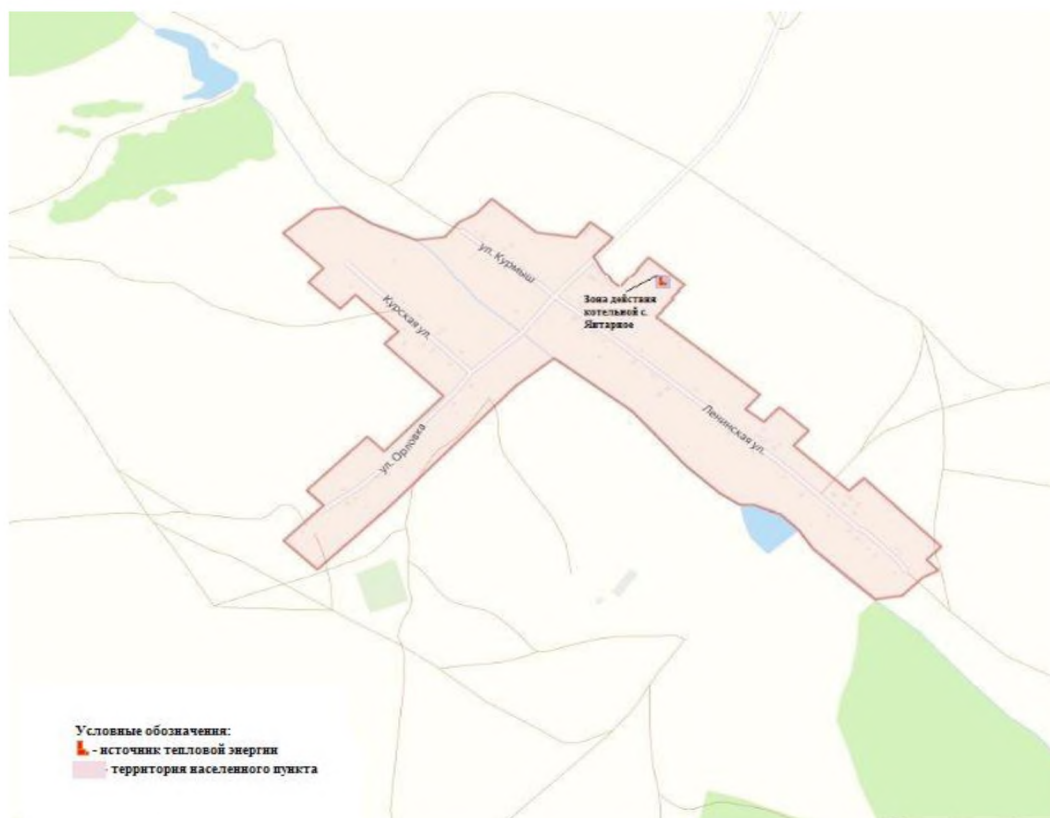 ул. Курмыш
Зона действия
котельной с.
Янтарное
Курская ул.
Ленинская ул.
ул. Орловка
Условные обозначения:
- источник тепловой энергии
- территория населенного пункта